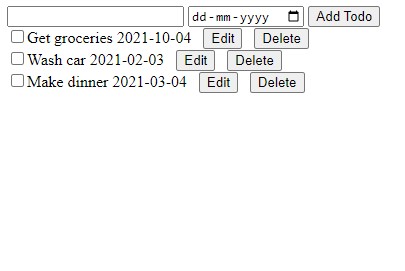 dd-mm-yyyy Add Todo
Get groceries 2021-10-04 Edit Delete
Wash car 2021-02-03 Edit Delete
Make dinner 2021-03-04 Edit Delete